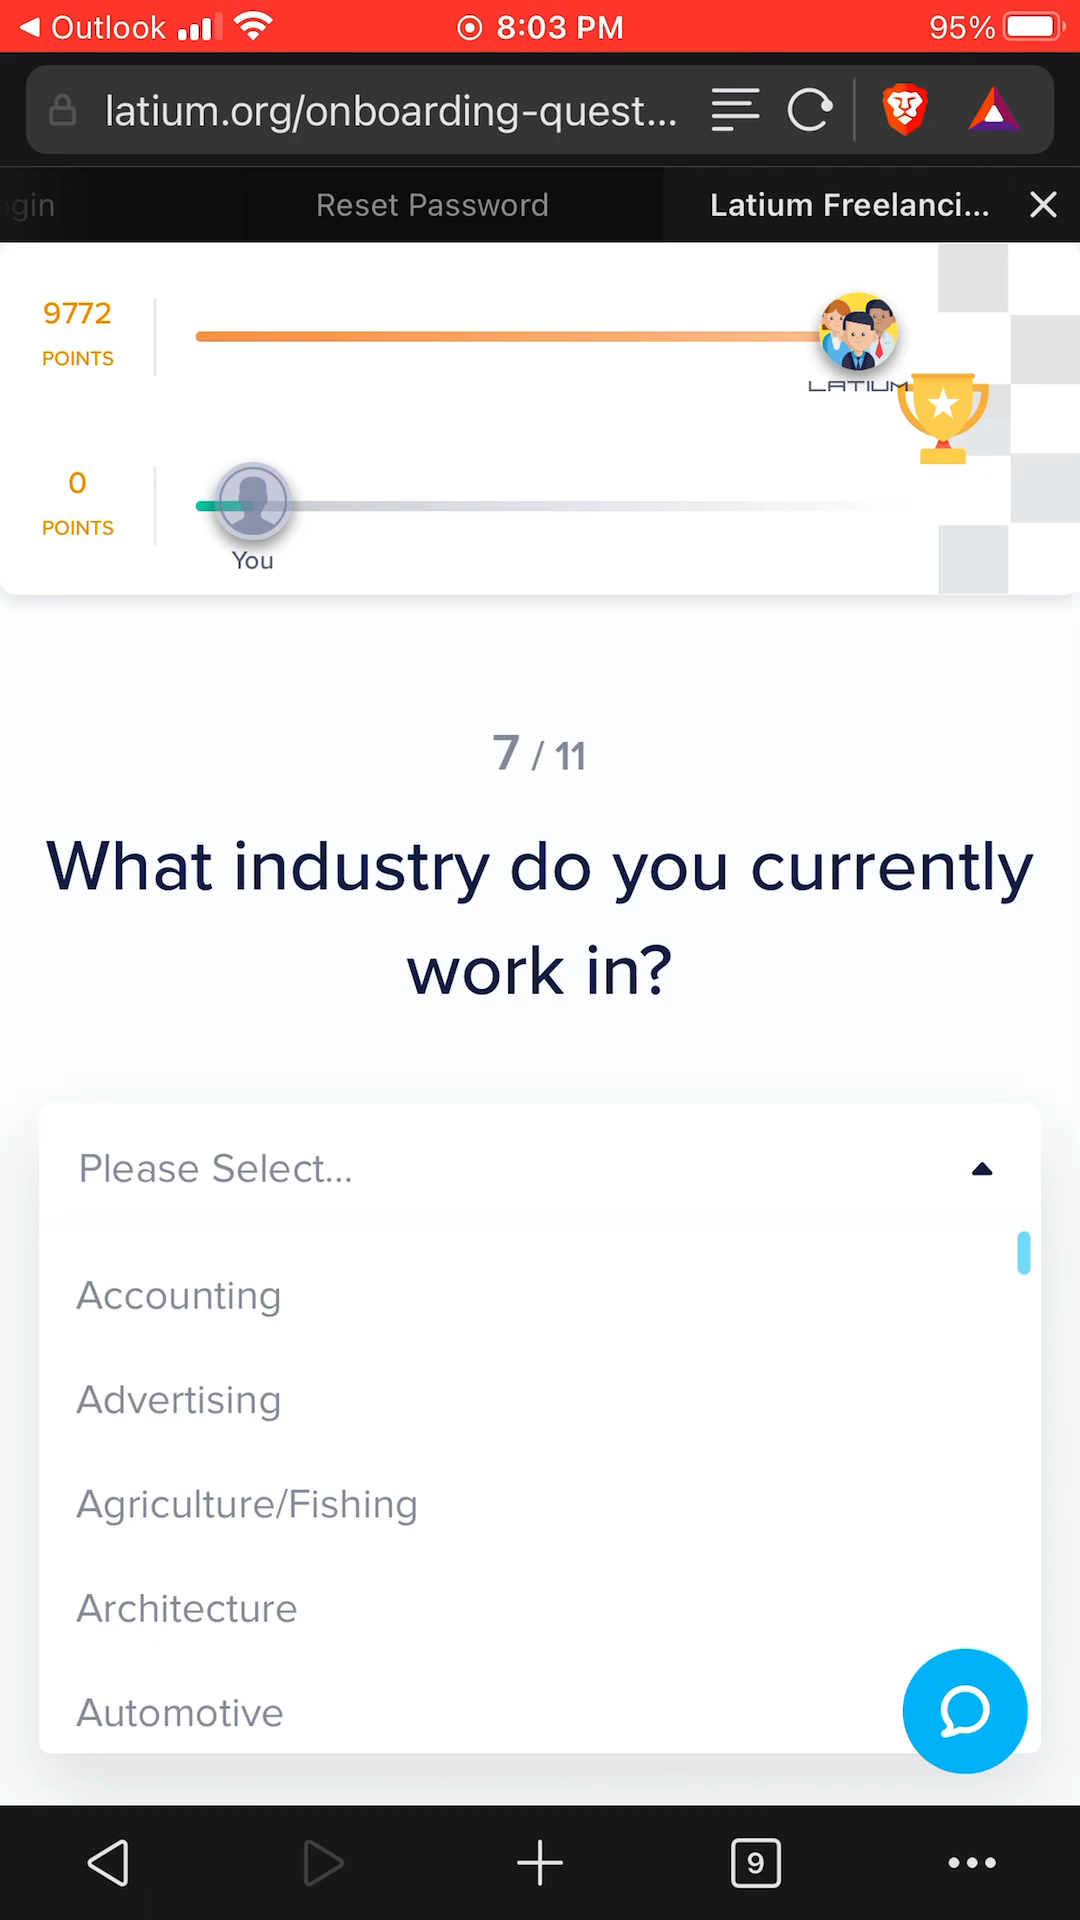 Outlook
8:03 PM
95%
latium.org/onboarding-quest...
gin
Reset Password
Latium Freelanci...
9772
POINTS
LATIUM
0
POINTS
You
7 / 11
What industry do you currently
work in?
Please Select...
Accounting
Advertising
Agriculture/Fishing
Architecture
Automotive
9